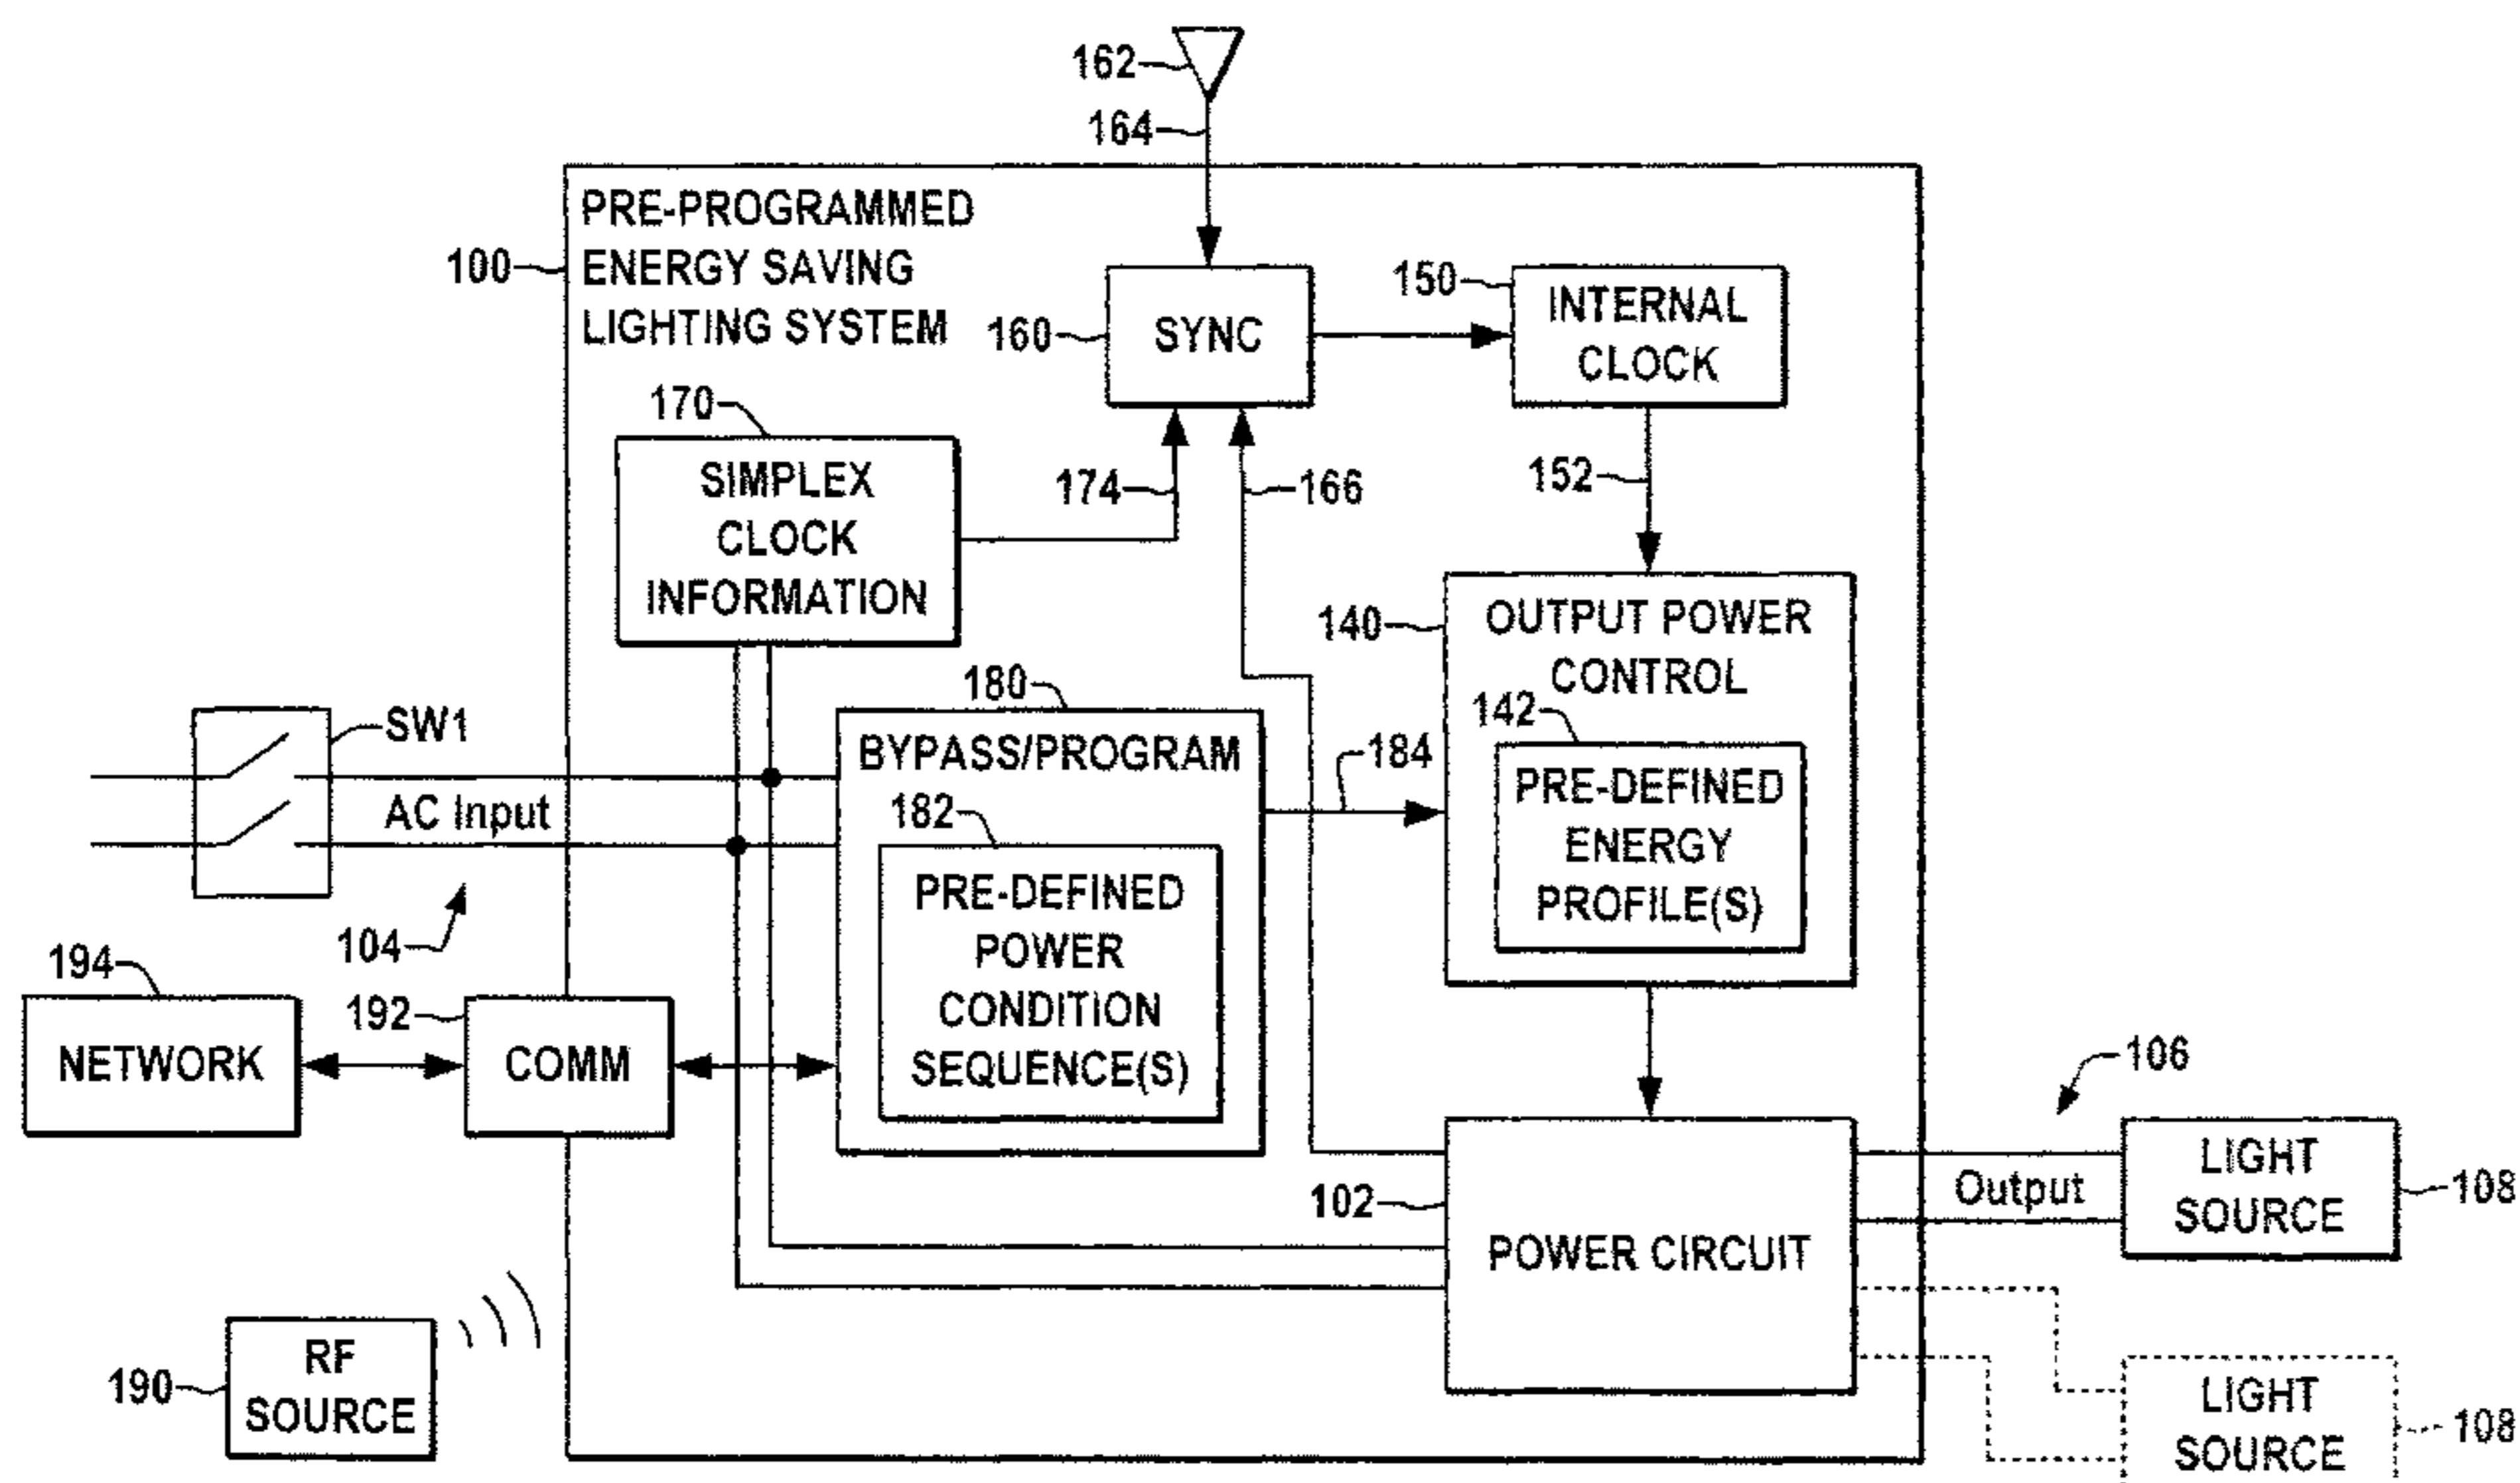 162
164
PRE-PROGRAMMED
ENERGY SAVING
LIGHTING SYSTEM
100
160
SYNC
150
INTERNAL
CLOCK
170
SIMPLEX
CLOCK
INFORMATION
174
166
152
140
OUTPUT POWER
CONTROL
142
PRE-DEFINED
ENERGY
PROFILE(S)
SW1
AC Input
104
180
BYPASS/PROGRAM
182
PRE-DEFINED
POWER
CONDITION
SEQUENCE(S)
184
194
NETWORK
192
COMM
106
102
POWER CIRCUIT
Output
LIGHT
SOURCE
108
190
RF
SOURCE
LIGHT
SOURCE
108